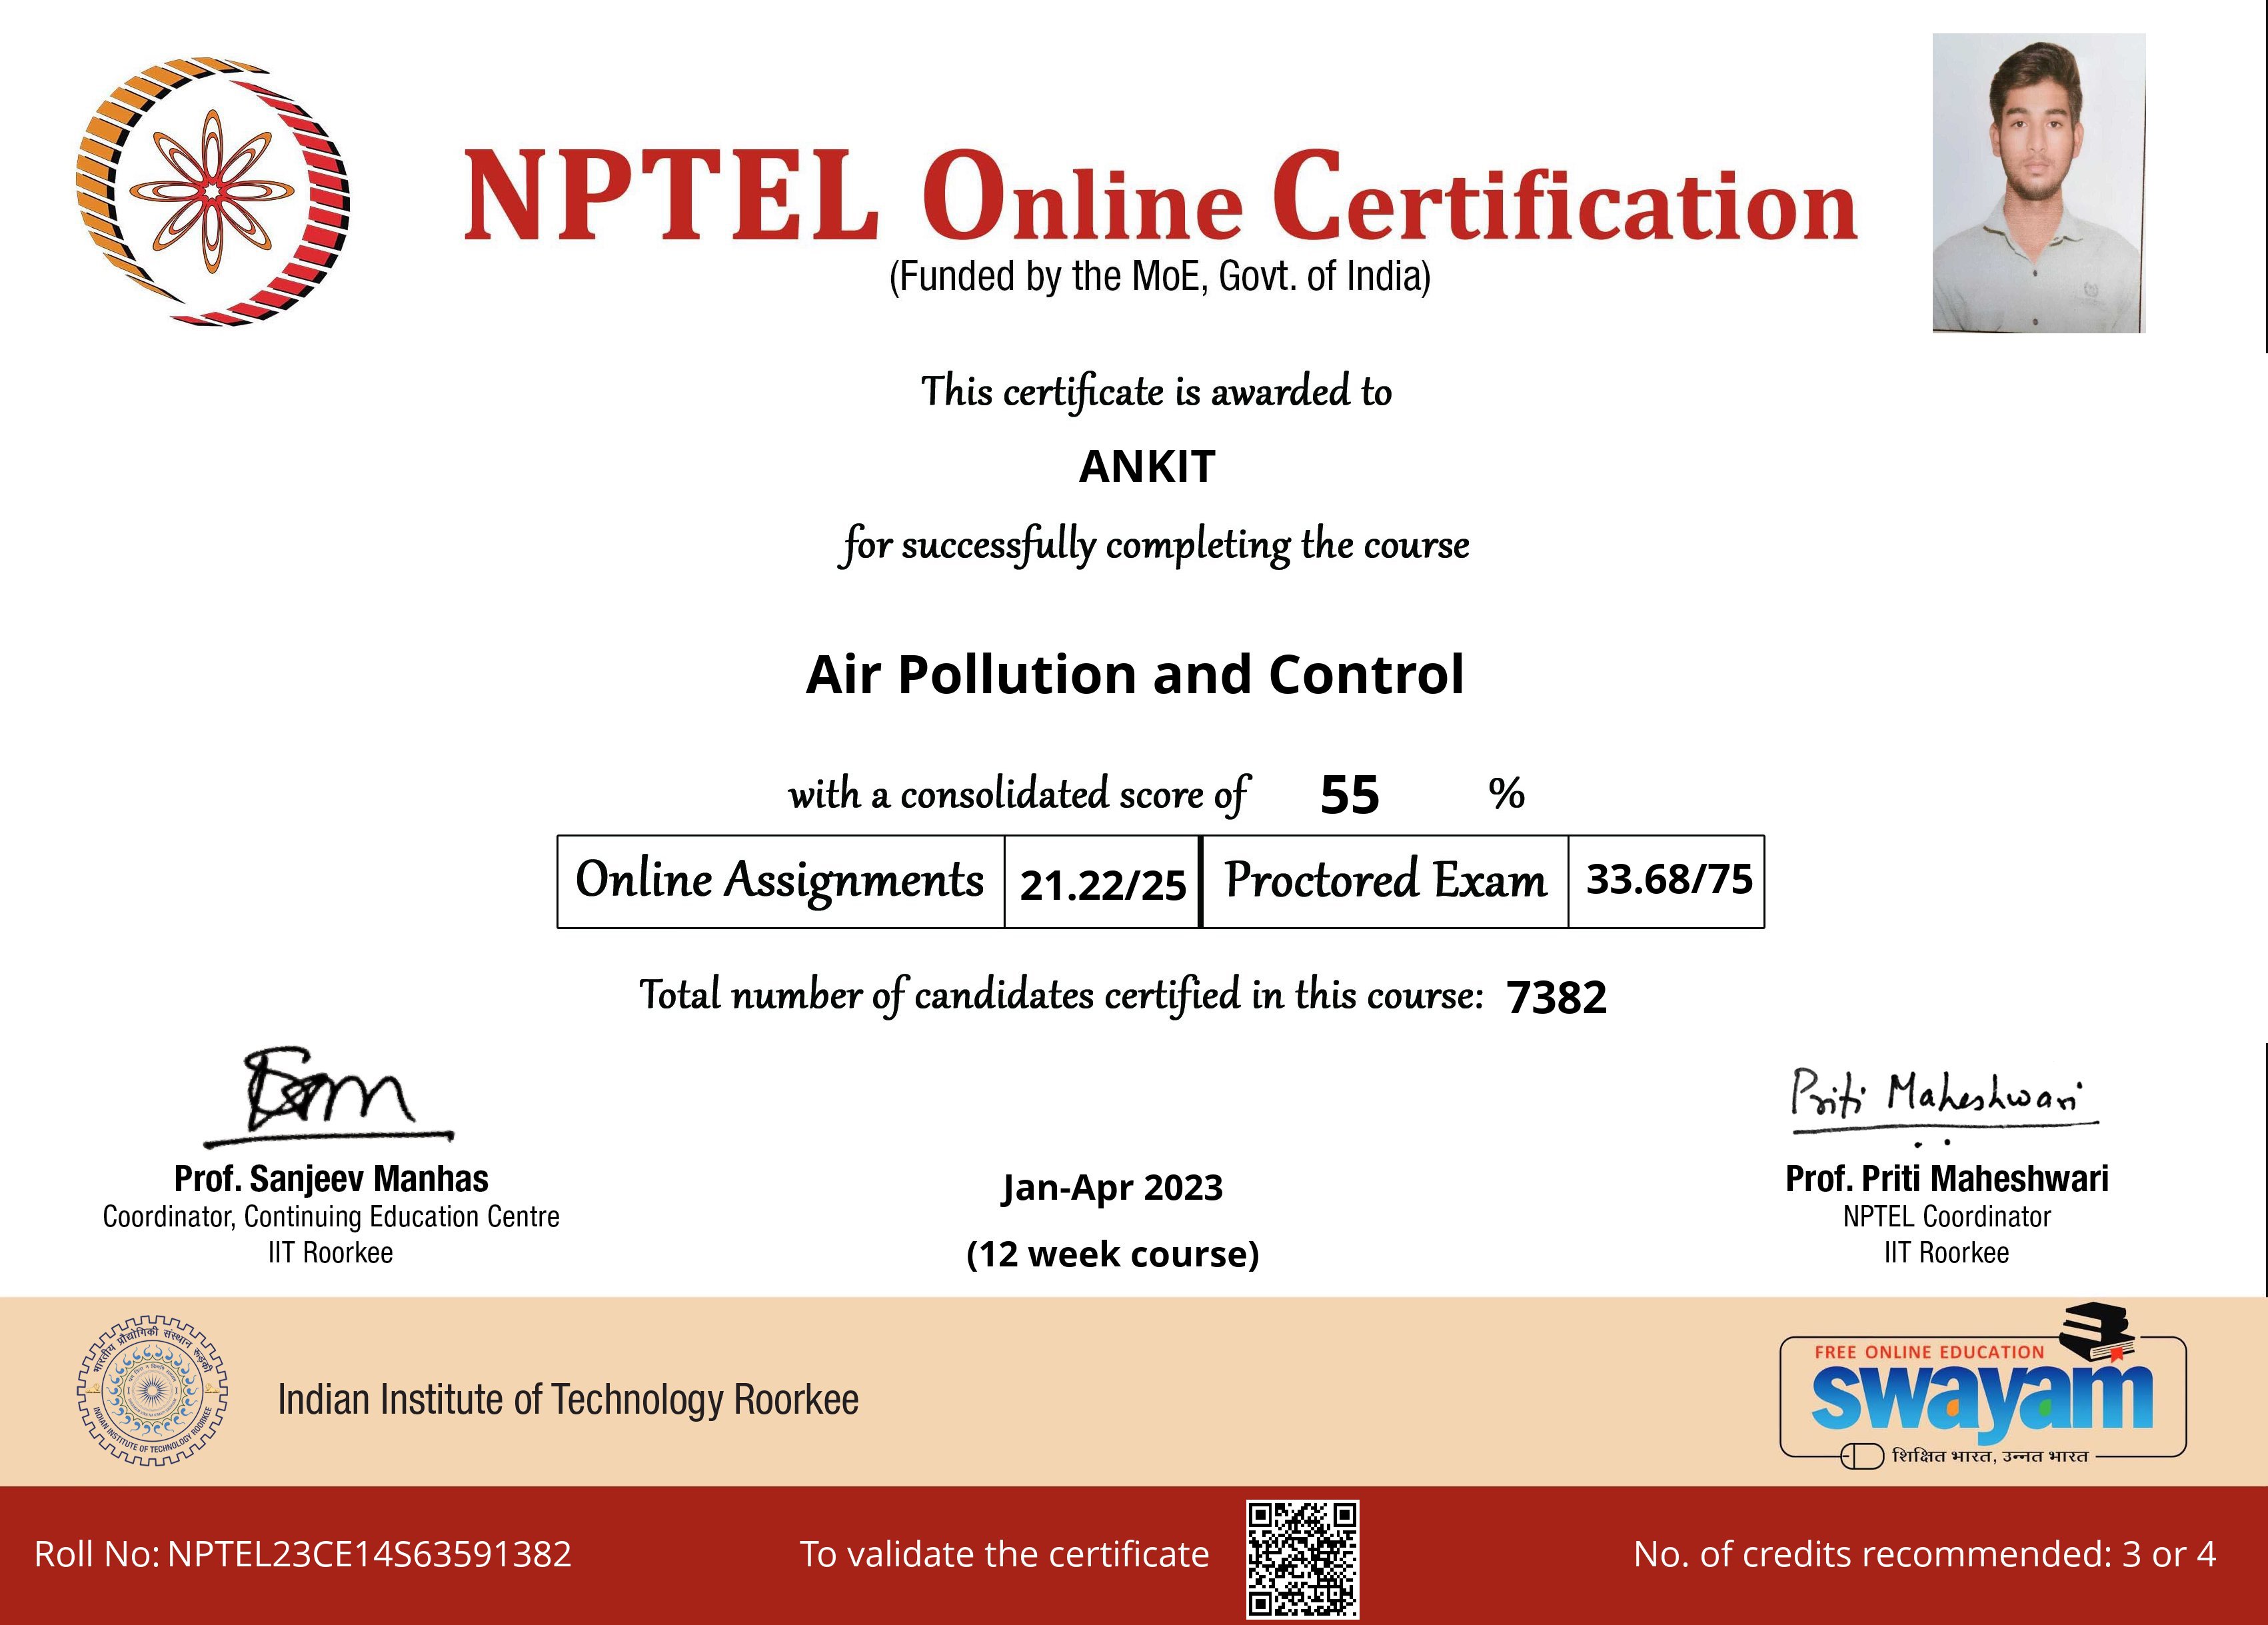 NPTEL Online Certification
(Funded by the MoE, Govt. of India)
This certificate is awarded to
ANKIT
for successfully completing the course
Air Pollution and Control
with a consolidated score of 55 %
Online Assignments 21.22/25 Proctored Exam 33.68/75
Total number of candidates certified in this course: 7382
Priti Maheshwari
Prof. Sanjeev Manhas
Coordinator, Continuing Education Centre
IIT Roorkee
Jan-Apr 2023
(12 week course)
Prof. Priti Maheshwari
NPTEL Coordinator
IIT Roorkee
भारतीय प्रौद्योगिकी संस्थान रूड़की
INDIAN INSTITUTE OF TECHNOLOGY ROORKEE
Indian Institute of Technology Roorkee
FREE ONLINE EDUCATION
swayam
शिक्षित भारत, उन्नत भारत
Roll No: NPTEL23CE14S63591382
To validate the certificate
No. of credits recommended: 3 or 4